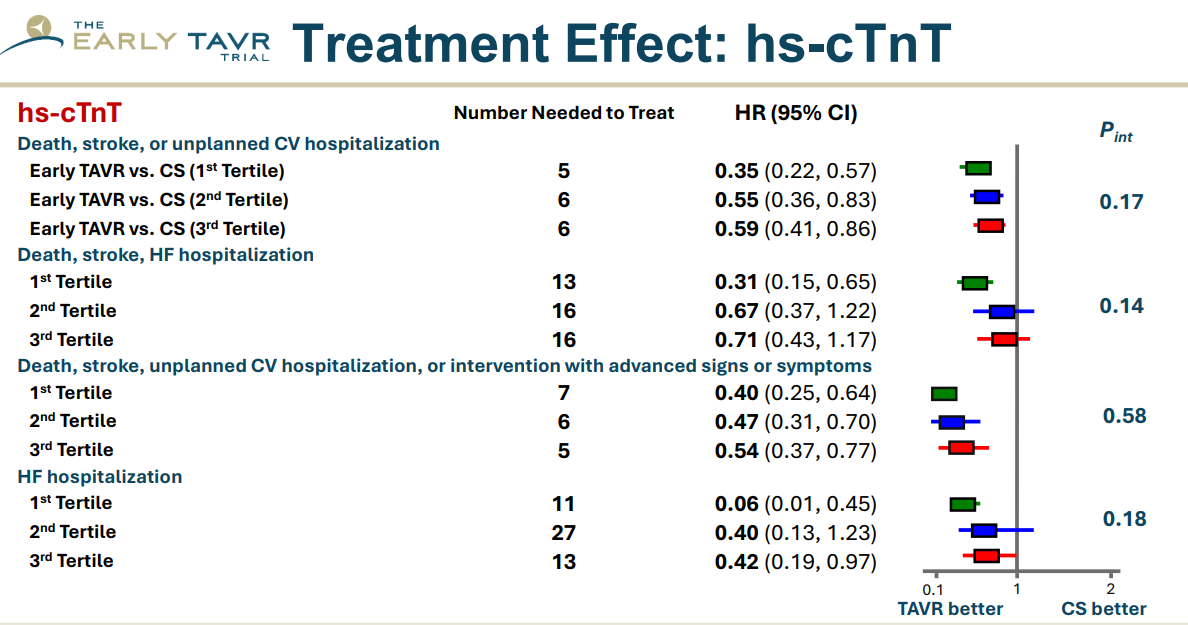 THE
EARLY TAVR
TRIAL
Treatment Effect: hs-cTnT
hs-cTnT Number Needed to Treat HR (95% CI) Pint
Death, stroke, or unplanned CV hospitalization
Early TAVR vs. CS (1st Tertile) 5 0.35 (0.22, 0.57)
Early TAVR vs. CS (2nd Tertile) 6 0.55 (0.36, 0.83) 0.17
Early TAVR vs. CS (3rd Tertile) 6 0.59 (0.41, 0.86)
Death, stroke, HF hospitalization
1st Tertile 13 0.31 (0.15, 0.65)
2nd Tertile 16 0.67 (0.37, 1.22) 0.14
3rd Tertile 16 0.71 (0.43, 1.17)
Death, stroke, unplanned CV hospitalization, or intervention with advanced signs or symptoms
1st Tertile 7 0.40 (0.25, 0.64)
2nd Tertile 6 0.47 (0.31, 0.70) 0.58
3rd Tertile 5 0.54 (0.37, 0.77)
HF hospitalization
1st Tertile 11 0.06 (0.01, 0.45)
2nd Tertile 27 0.40 (0.13, 1.23) 0.18
3rd Tertile 13 0.42 (0.19, 0.97)
0.1 1 2
TAVR better CS better